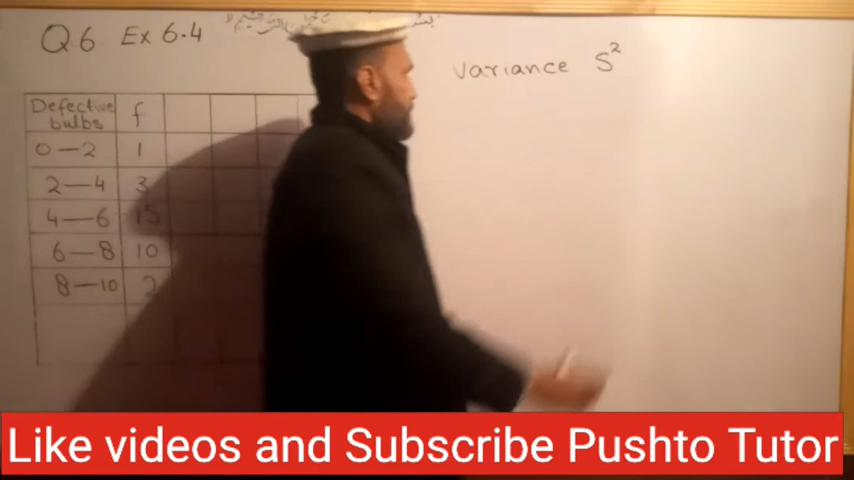 Q6 Ex 6.4
variance S²
Defective bulbs f
0—2 1
2—4 3
4—6 15
6—8 10
8—10 2
Like videos and Subscribe Pushto Tutor